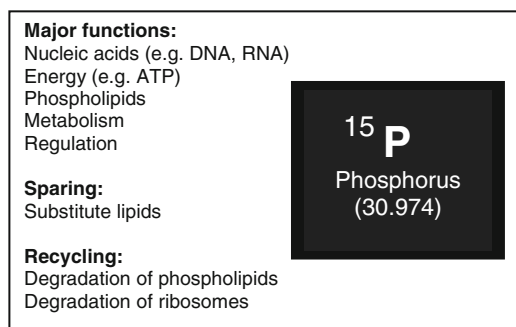 Major functions:
Nucleic acids (e.g. DNA, RNA)
Energy (e.g. ATP)
Phospholipids
Metabolism
Regulation
Sparing:
Substitute lipids
Recycling:
Degradation of phospholipids
Degradation of ribosomes
15 P
Phosphorus
(30.974)